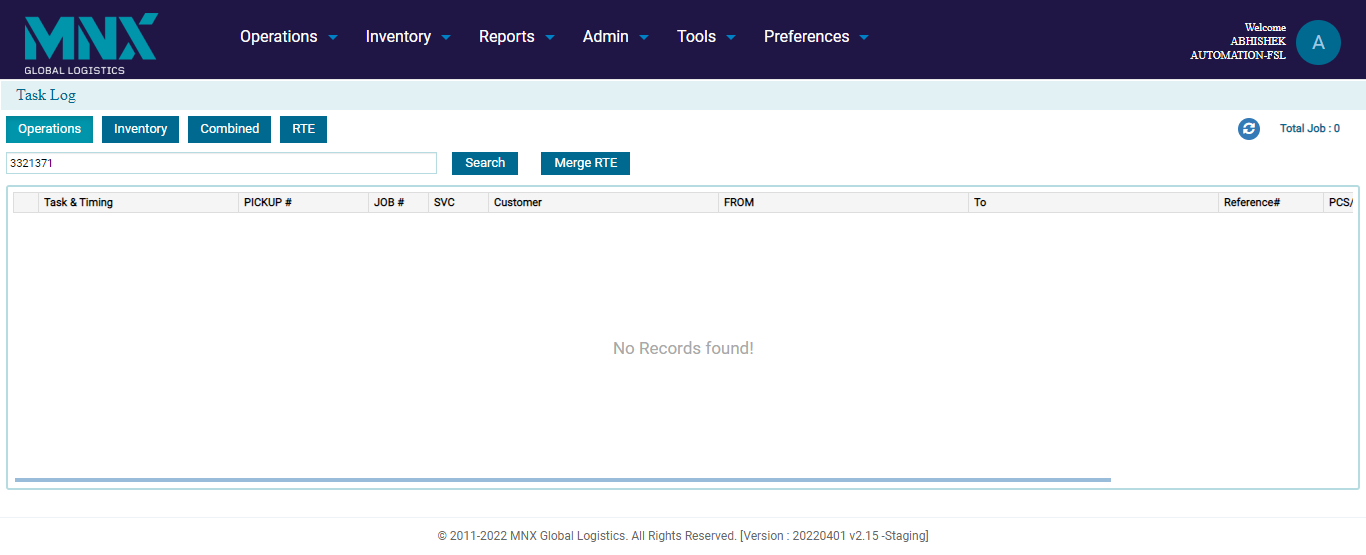 MNX
GLOBAL LOGISTICS
Operations Inventory Reports Admin Tools Preferences
Welcome
ABHISHEK
AUTOMATION-FSL
A
Task Log
Operations Inventory Combined RTE
Total Job : 0
3321371 Search Merge RTE
Task & Timing PICKUP # JOB # SVC Customer FROM To Reference# PCS/
No Records found!
© 2011-2022 MNX Global Logistics. All Rights Reserved. [Version : 20220401 v2.15 -Staging]